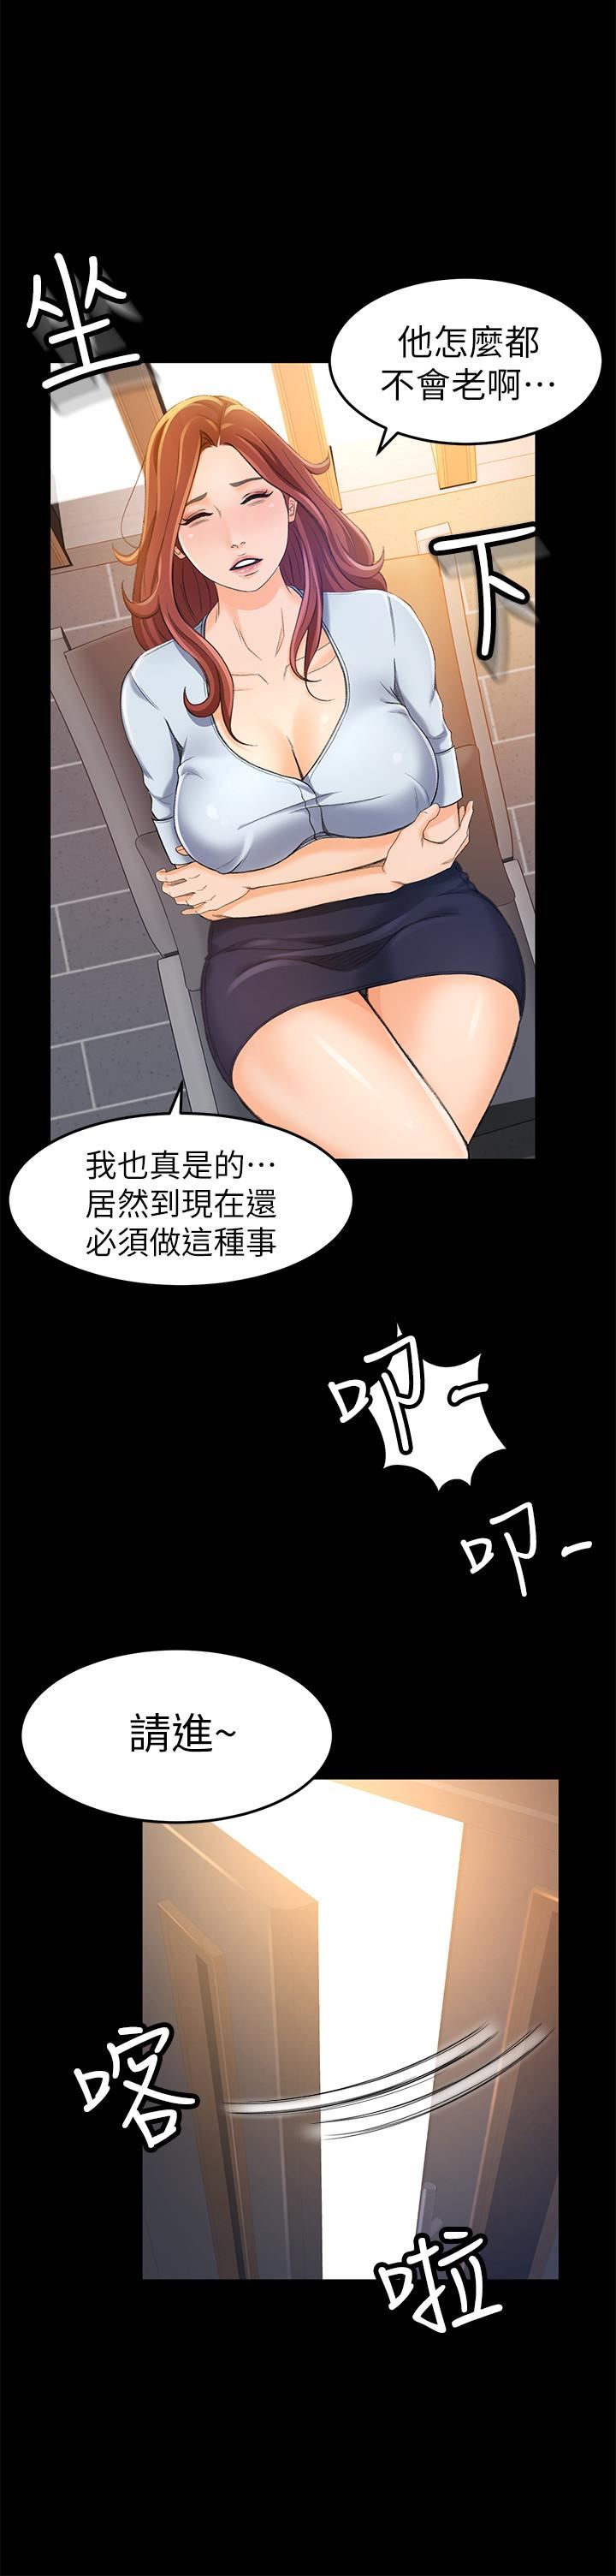 坐
他怎麼都
不會老啊…
下
我也真是的…
居然到現在還
必須做這種事
叩-
叩-
請進~
喀
啦